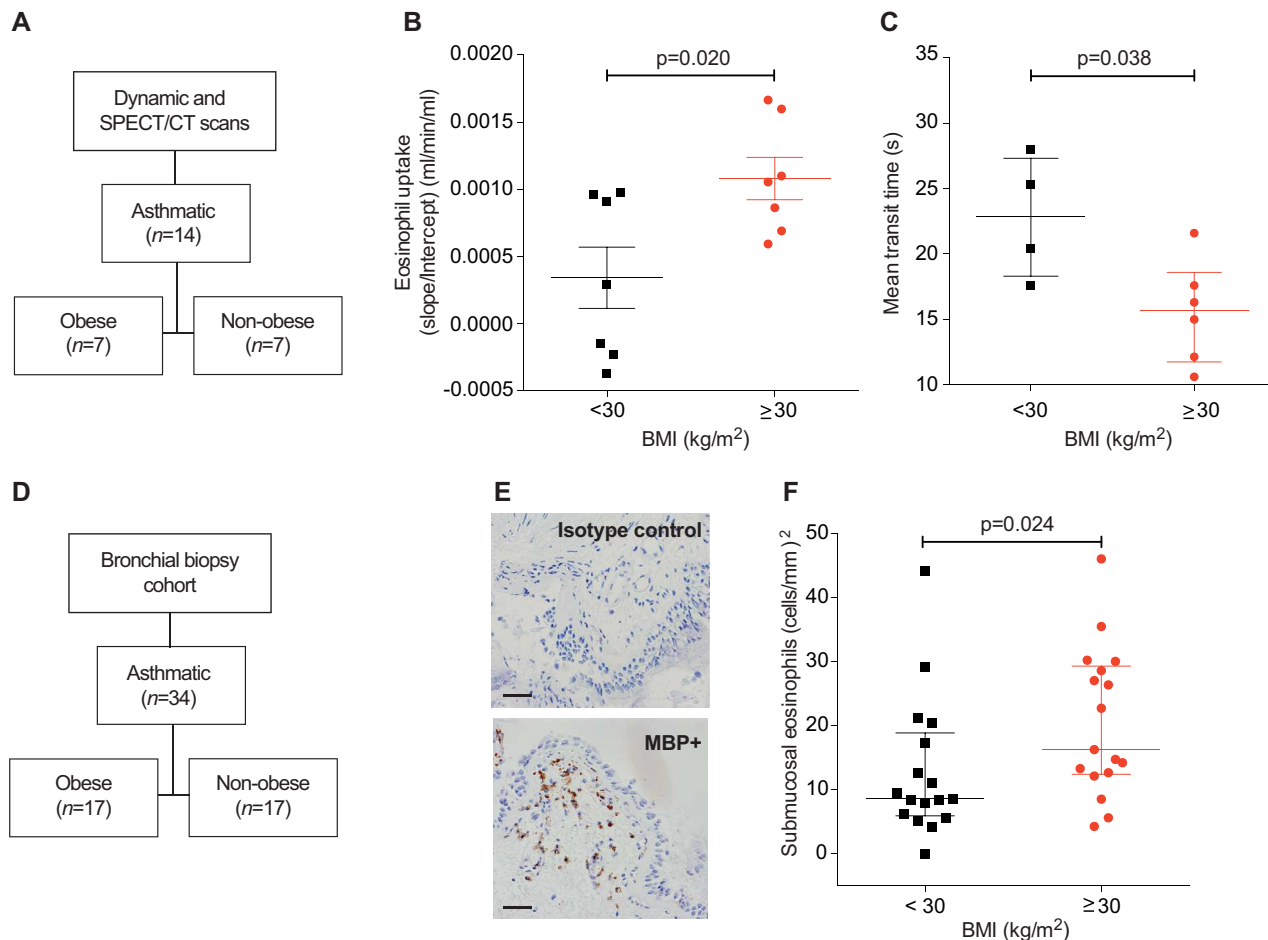 A
Dynamic and
SPECT/CT scans
Asthmatic
(n=14)
Obese
(n=7)
Non-obese
(n=7)
B
p=0.020
Eosinophil uptake
(slope/Intercept) (ml/min/ml)
0.0020
0.0015
0.0010
0.0005
0.0000
-0.0005
<30
≥30
BMI (kg/m²)
C
p=0.038
Mean transit time (s)
35
30
25
20
15
10
<30
≥30
BMI (kg/m²)
D
Bronchial biopsy
cohort
Asthmatic
(n=34)
Obese
(n=17)
Non-obese
(n=17)
E
Isotype control
MBP+
F
p=0.024
Submucosal eosinophils (cells/mm)²
50
40
30
20
10
0
< 30
≥30
BMI (kg/m²)